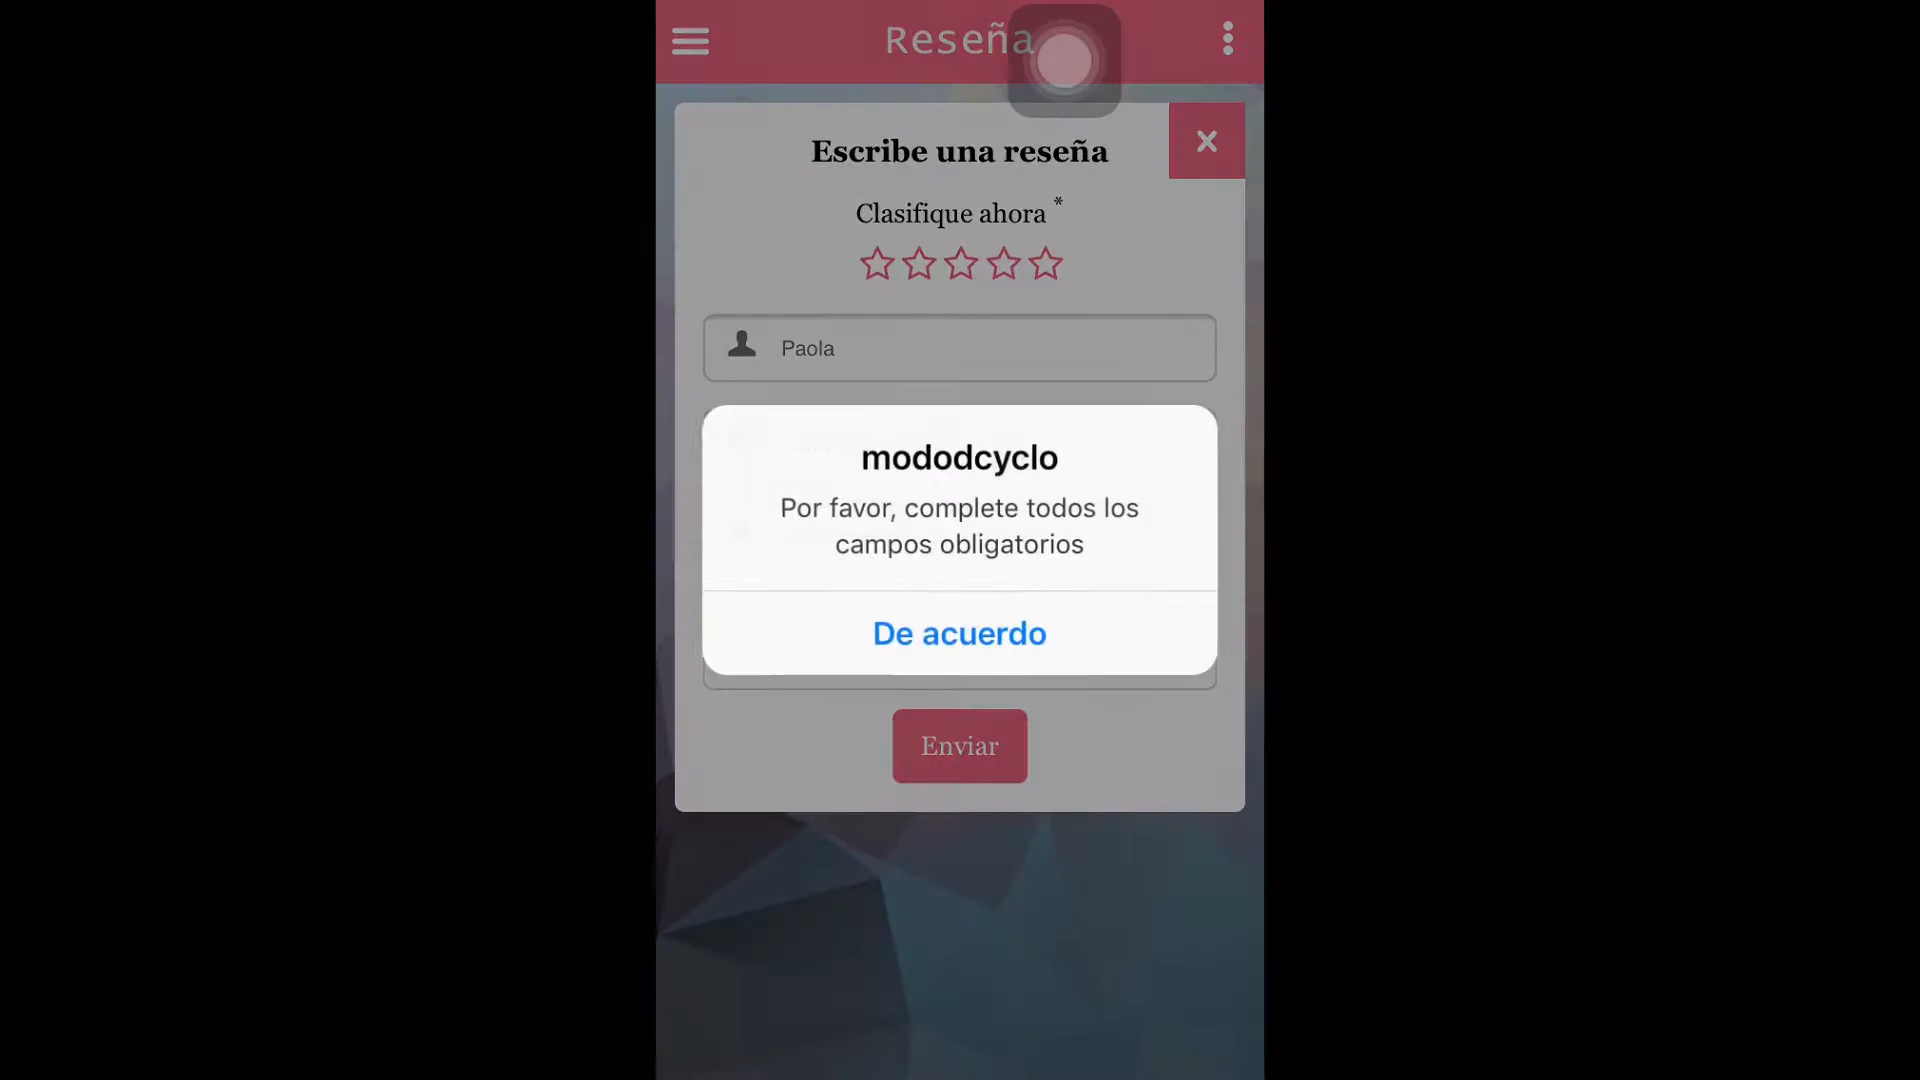 Reseña
Escribe una reseña
Clasifique ahora *
Paola
mododcyclo
Por favor, complete todos los
campos obligatorios
De acuerdo
Enviar